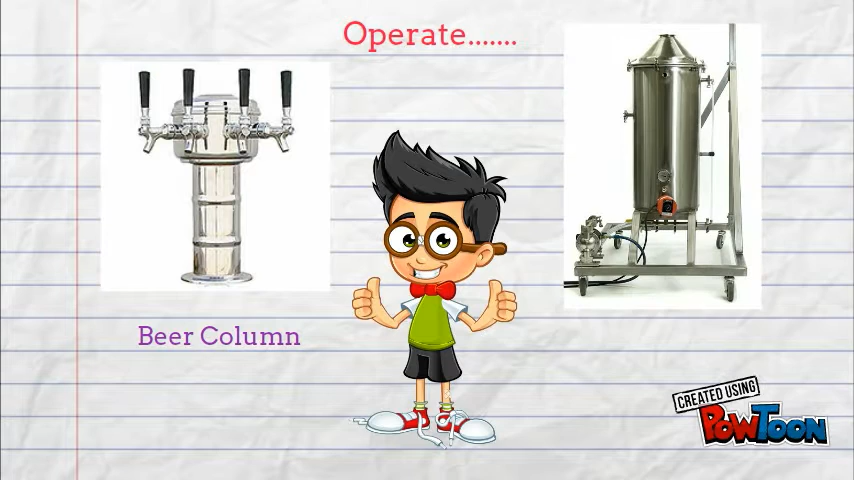 Operate.......
Beer Column
CREATED USING
POWTOON